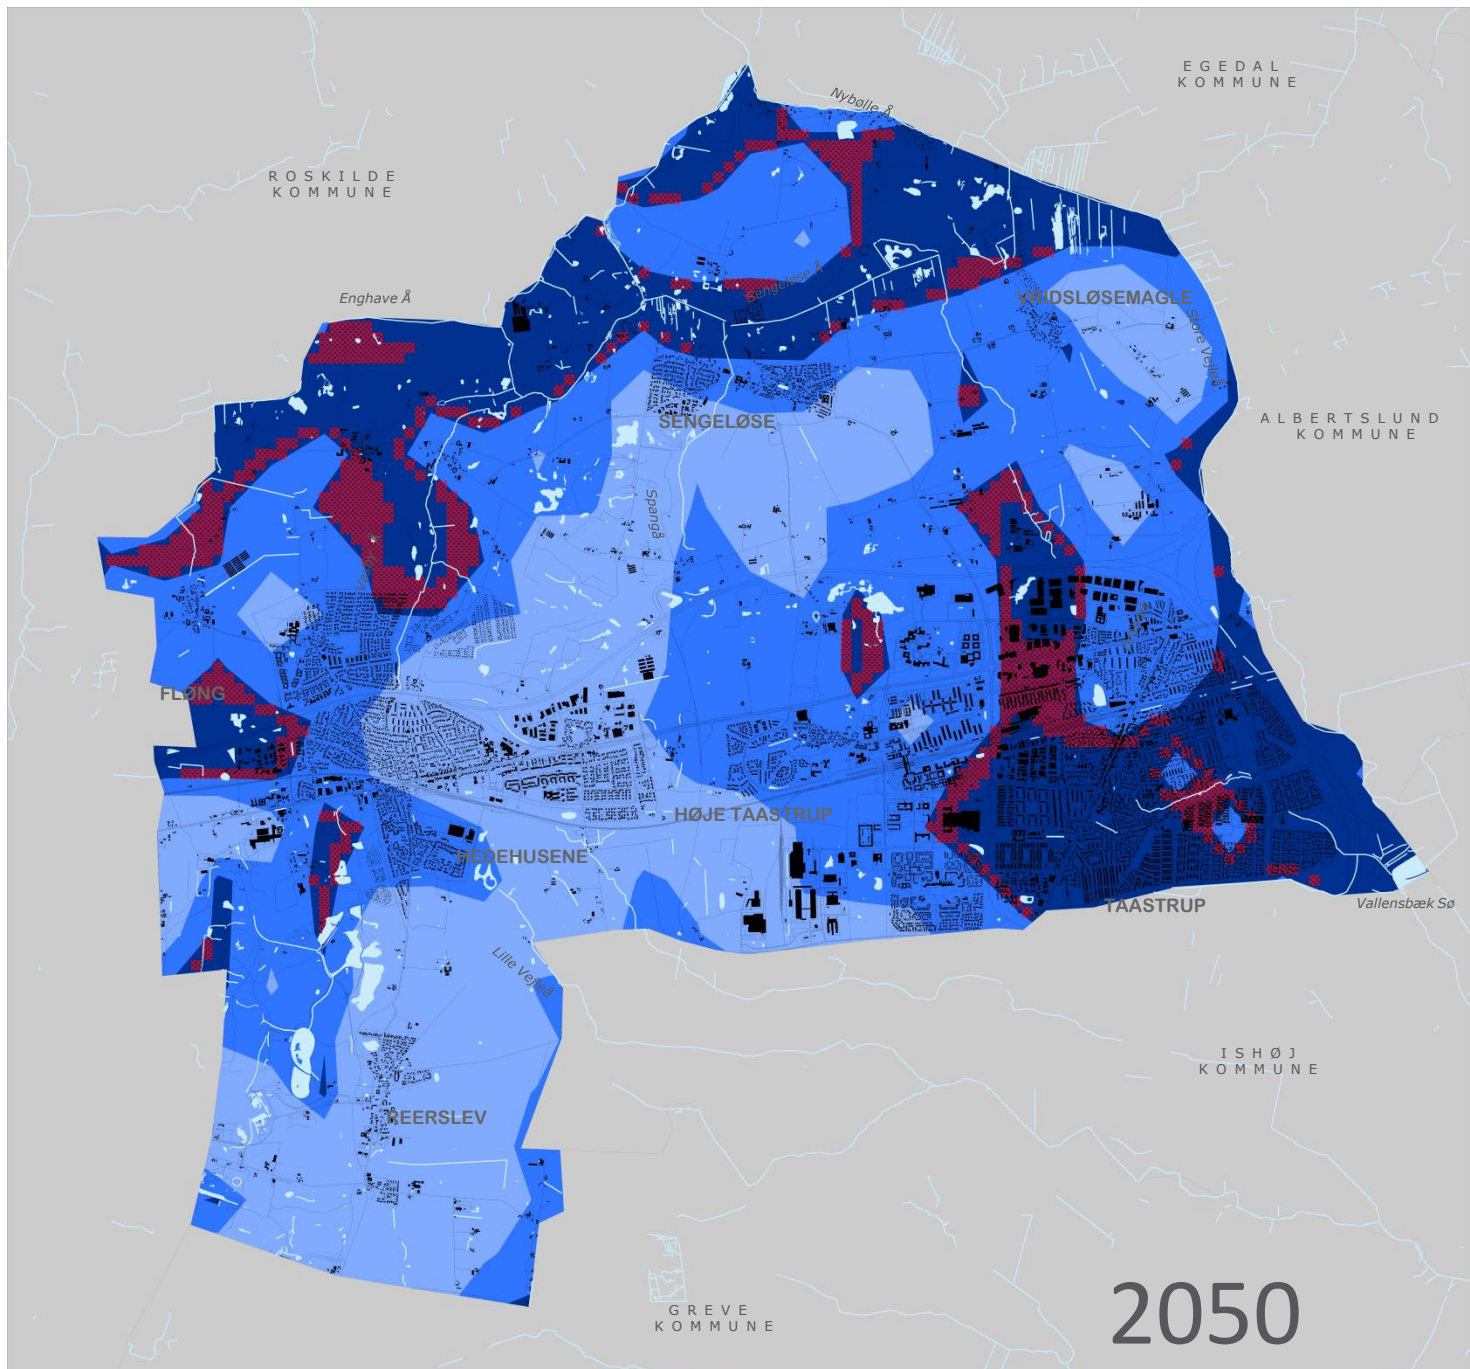 EGEDAL
KOMMUNE
Nybølle Å
ROSKILDE
KOMMUNE
Sengeløse Å
Enghave Å
VRIDSLØSEMAGLE
Store Vejleå
SENGELØSE
ALBERTSLUND
KOMMUNE
Spangå
FLØNG
HØJE TAASTRUP
HEDEHUSENE
TAASTRUP
Vallensbæk Sø
Lille Vejleå
ISHØJ
KOMMUNE
REERSLEV
GREVE
KOMMUNE
2050